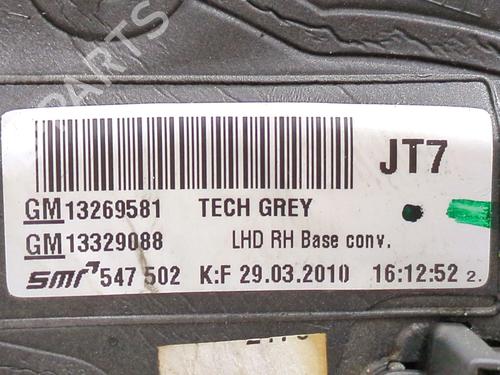 PARTS
JT7
GM13269581 TECH GREY
GM13329088 LHD RH Base conv.
smr 547 502 K:F 29.03.2010 16:12:52 2.